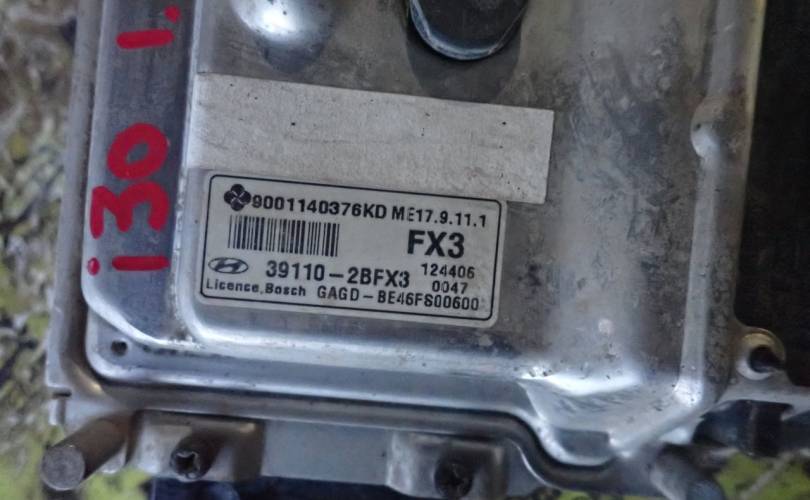 i30 1.
9001140376KD ME17.9.11.1
FX3
39110-2BFX3 124406
0047
Licence.Bosch GAGD-BE46FS00600